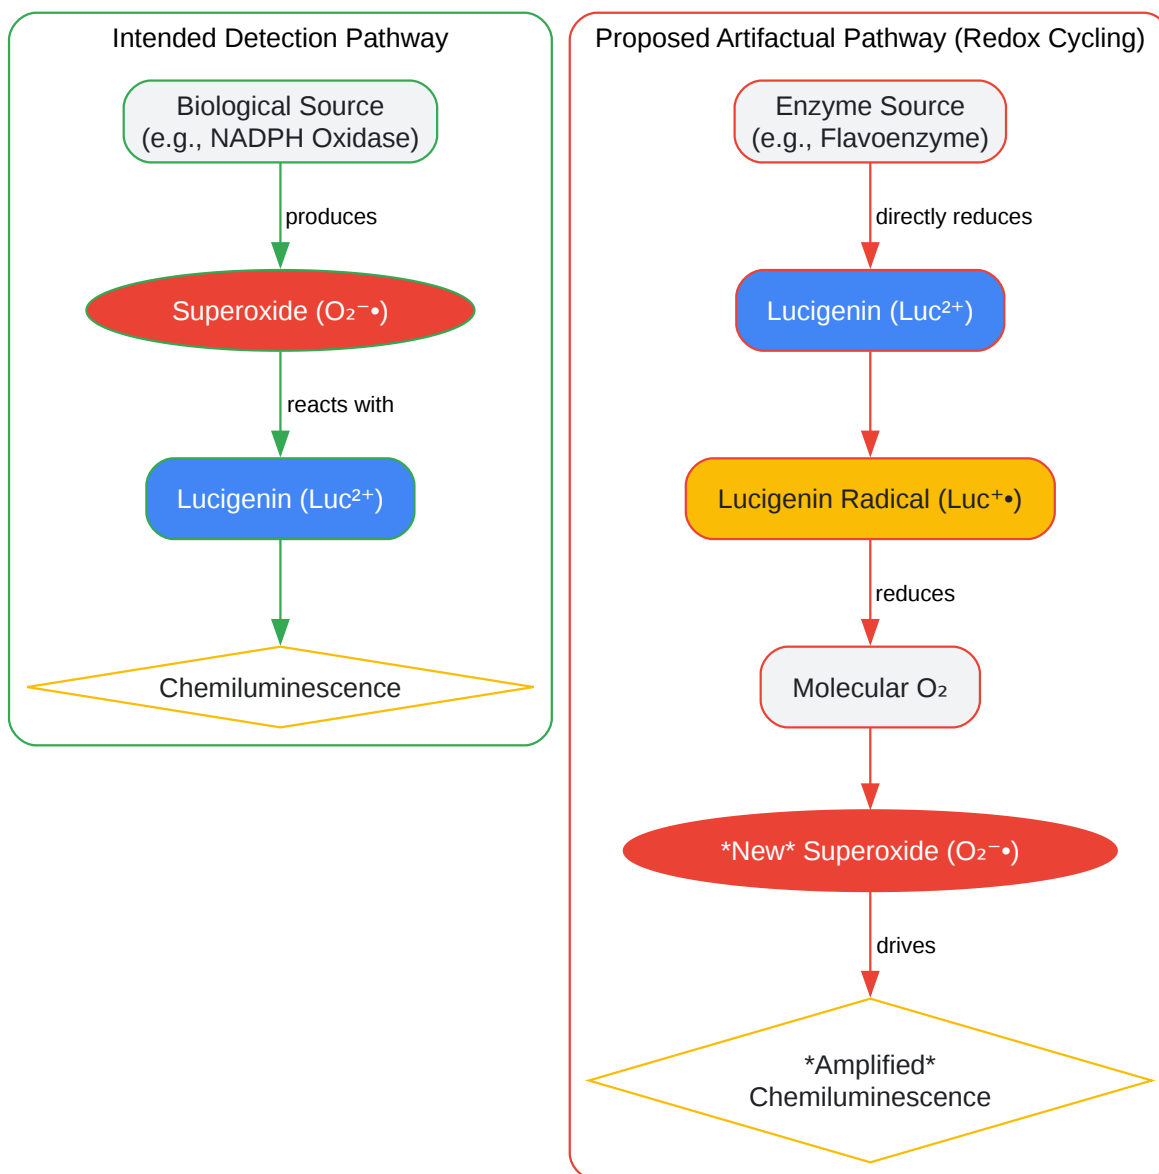 Intended Detection Pathway
Biological Source
(e.g., NADPH Oxidase)
produces
Superoxide (O₂⁻•)
reacts with
Lucigenin (Luc²⁺)
Chemiluminescence
Proposed Artifactual Pathway (Redox Cycling)
Enzyme Source
(e.g., Flavoenzyme)
directly reduces
Lucigenin (Luc²⁺)
Lucigenin Radical (Luc⁺•)
reduces
Molecular O₂
*New* Superoxide (O₂⁻•)
drives
*Amplified*
Chemiluminescence